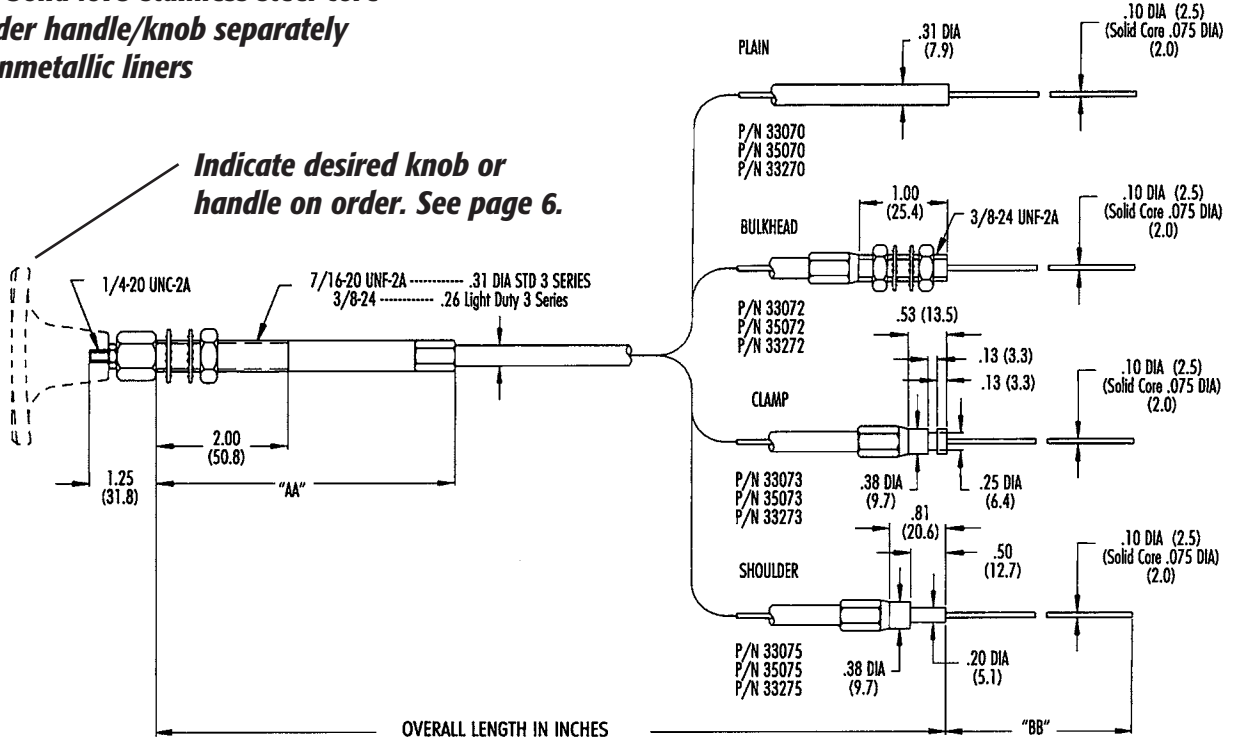 der handle/knob separately
nmetallic liners
Indicate desired knob or
handle on order. See page 6.
1/4-20 UNC-2A
7/16-20 UNF-2A ----------- .31 DIA STD 3 SERIES
3/8-24 ----------- .26 Light Duty 3 Series
2.00
(50.8)
1.25
(31.8)
"AA"
PLAIN
.31 DIA
(7.9)
.10 DIA (2.5)
(Solid Core .075 DIA)
(2.0)
P/N 33070
P/N 35070
P/N 33270
BULKHEAD
1.00
(25.4)
3/8-24 UNF-2A
.10 DIA (2.5)
(Solid Core .075 DIA)
(2.0)
P/N 33072
P/N 35072
P/N 33272
CLAMP
.53 (13.5)
.13 (3.3)
.13 (3.3)
.10 DIA (2.5)
(Solid Core .075 DIA)
(2.0)
P/N 33073
P/N 35073
P/N 33273
.38 DIA
(9.7)
.25 DIA
(6.4)
SHOULDER
.81
(20.6)
.50
(12.7)
.10 DIA (2.5)
(Solid Core .075 DIA)
(2.0)
P/N 33075
P/N 35075
P/N 33275
.38 DIA
(9.7)
.20 DIA
(5.1)
OVERALL LENGTH IN INCHES
"BB"